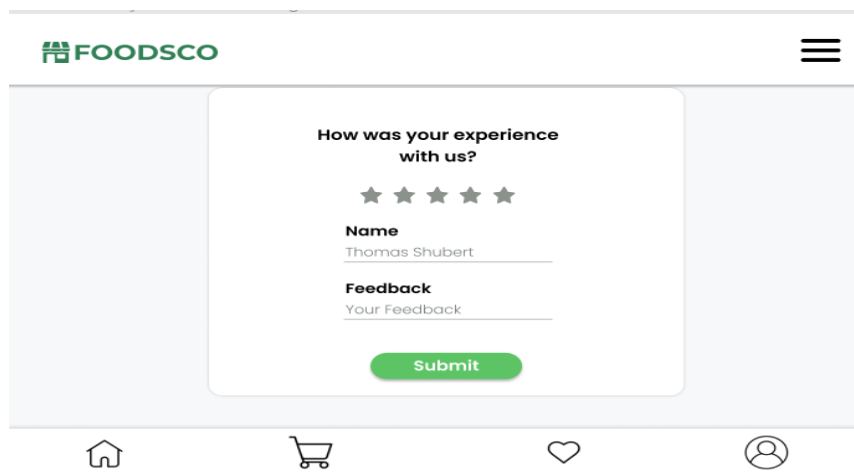 FOODSCO
How was your experience
with us?
Name
Thomas Shubert
Feedback
Your Feedback
Submit